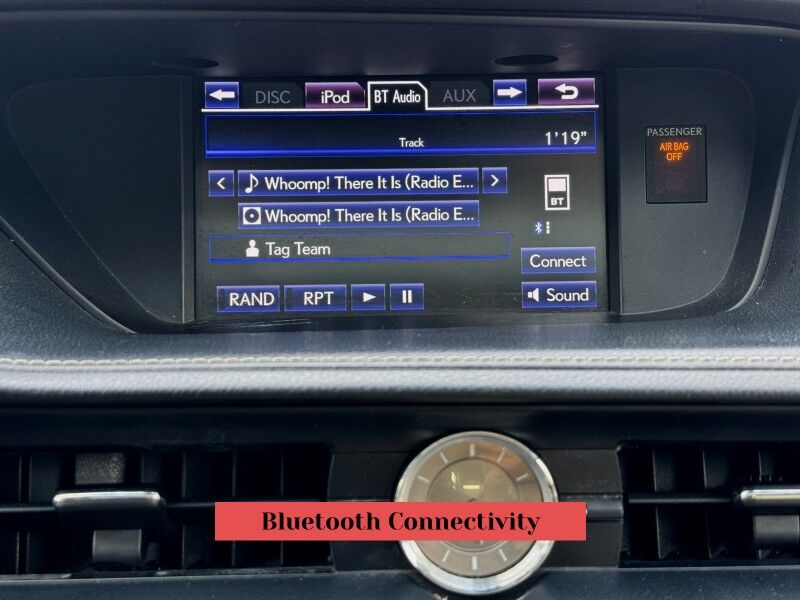 DISC iPod BT Audio AUX
Track 1'19"
PASSENGER
AIR BAG
OFF
Whoomp! There It Is (Radio E...
BT
Whoomp! There It Is (Radio E...
Tag Team
Connect
RAND RPT Sound
Bluetooth Connectivity